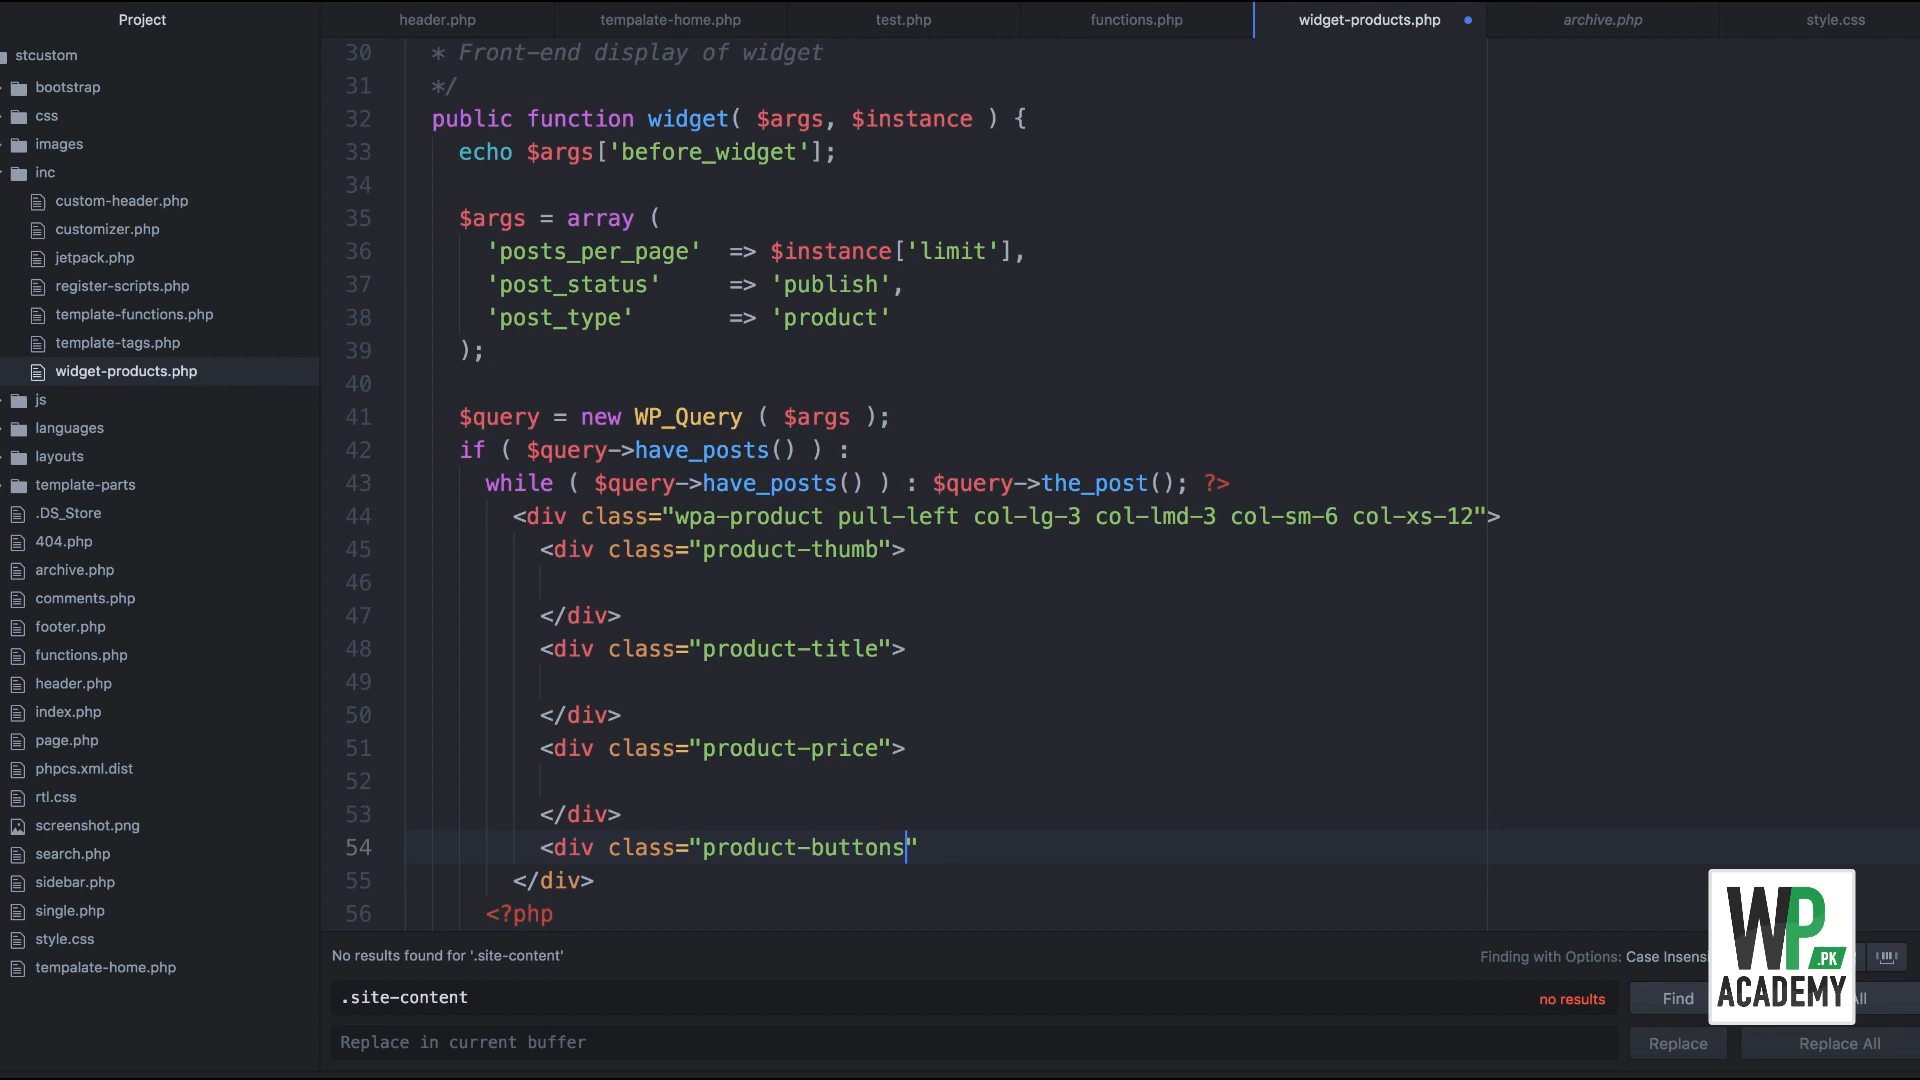 Project
header.php
tempalate-home.php
test.php
functions.php
widget-products.php
archive.php
style.css
stcustom
bootstrap
css
images
inc
custom-header.php
customizer.php
jetpack.php
register-scripts.php
template-functions.php
template-tags.php
widget-products.php
js
languages
layouts
template-parts
.DS_Store
404.php
archive.php
comments.php
footer.php
functions.php
header.php
index.php
page.php
phpcs.xml.dist
rtl.css
screenshot.png
search.php
sidebar.php
single.php
style.css
tempalate-home.php
30 * Front-end display of widget
31 */
32 public function widget( $args, $instance ) {
33 echo $args['before_widget'];
34
35 $args = array (
36 'posts_per_page' => $instance['limit'],
37 'post_status' => 'publish',
38 'post_type' => 'product'
39 );
40
41 $query = new WP_Query ( $args );
42 if ( $query->have_posts() ) :
43 while ( $query->have_posts() ) : $query->the_post(); ?>
44 <div class="wpa-product pull-left col-lg-3 col-lmd-3 col-sm-6 col-xs-12">
45 <div class="product-thumb">
46
47 </div>
48 <div class="product-title">
49
50 </div>
51 <div class="product-price">
52
53 </div>
54 <div class="product-buttons"
55 </div>
56 <?php
No results found for '.site-content'
Finding with Options: Case Insensi
.site-content
no results
Find
All
Replace in current buffer
Replace
Replace All
WP
.PK
ACADEMY